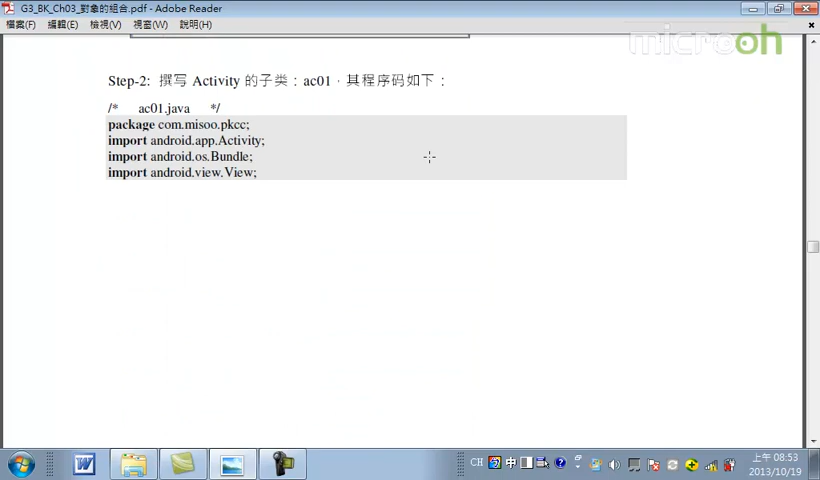 G3_BK_Ch03_對象的組合.pdf - Adobe Reader
檔案(F) 編輯(E) 檢視(V) 視窗(W) 說明(H)
microoh
Step-2: 撰写 Activity 的子类：ac01，其程序码如下：
/* ac01.java */
package com.misoo.pkcc;
import android.app.Activity;
import android.os.Bundle;
import android.view.View;
CH 中 上午 08:53
2013/10/19